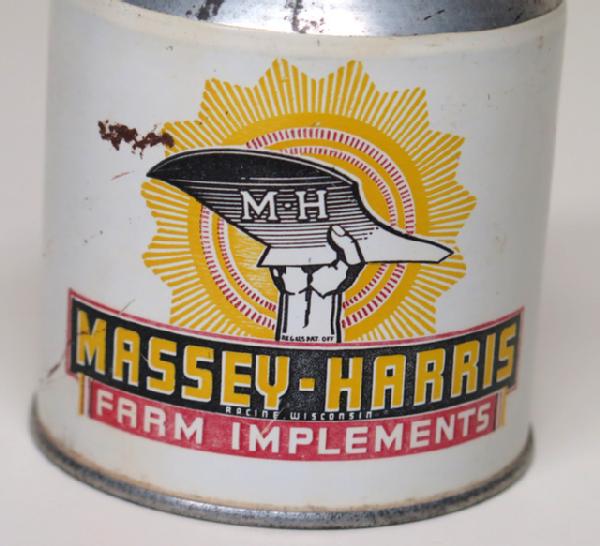 M·H
REG. U.S. PAT. OFF.
MASSEY-HARRIS
RACINE, WISCONSIN
FARM IMPLEMENTS